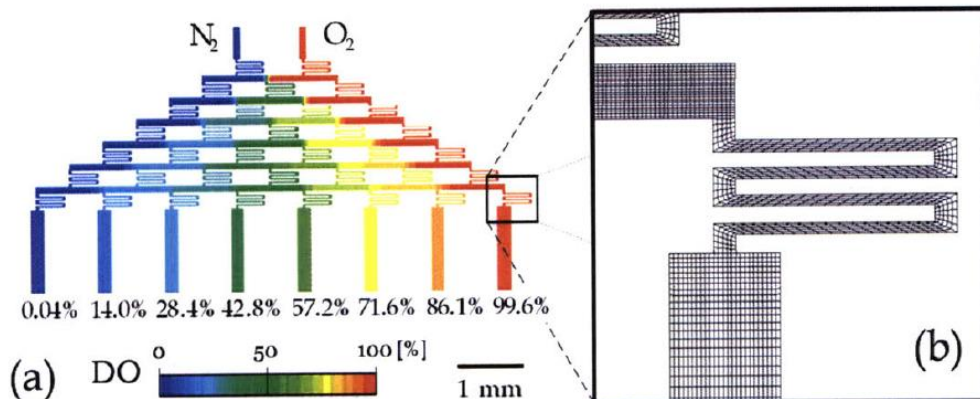 N₂ O₂
0.04% 14.0% 28.4% 42.8% 57.2% 71.6% 86.1% 99.6%
(a) DO 0 50 100 [%]
1 mm
(b)